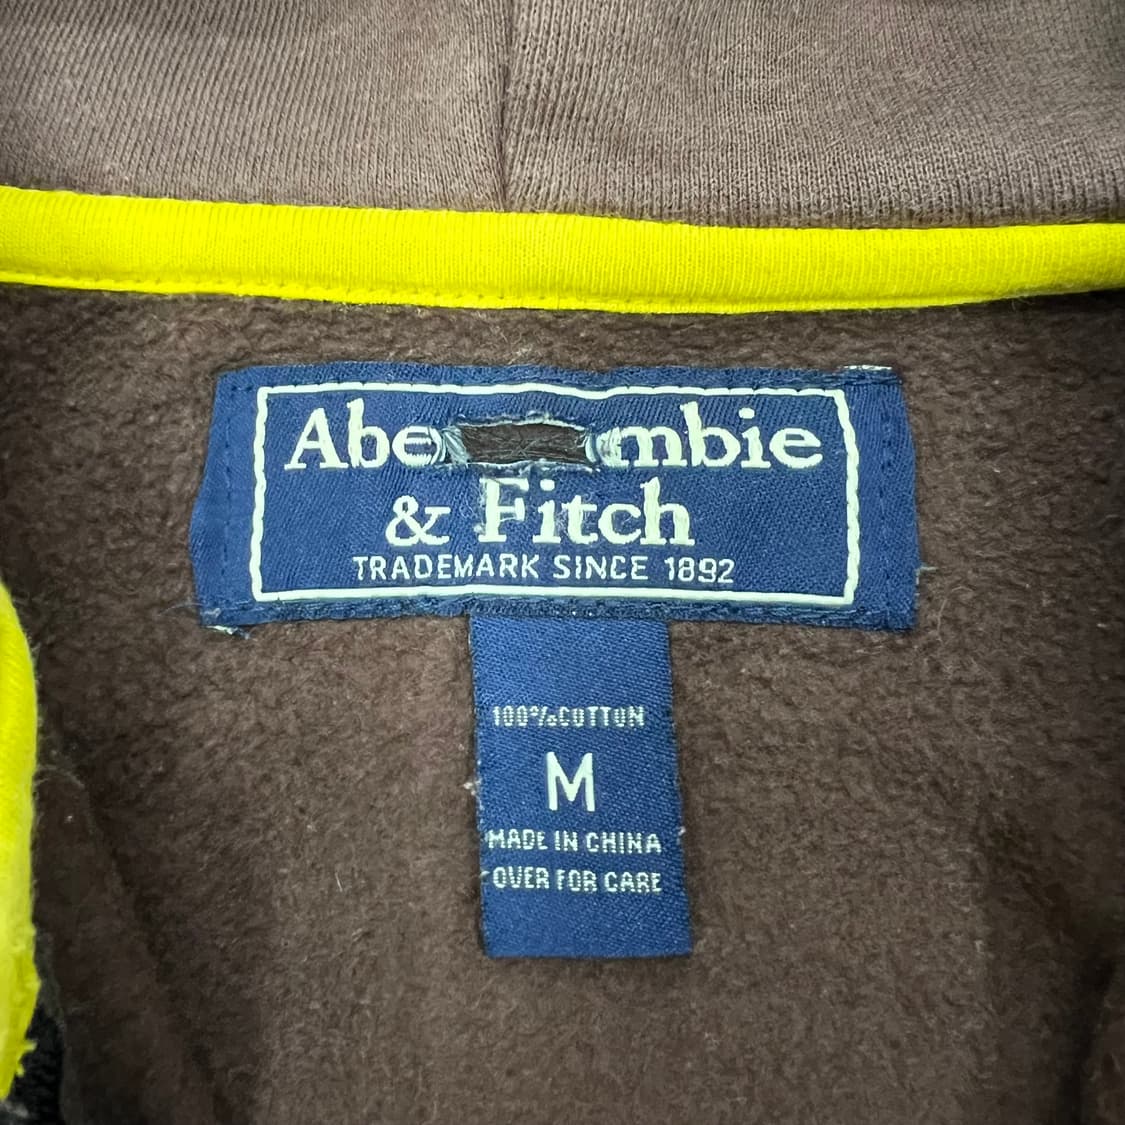 Abe mbie
& Fitch
TRADEMARK SINCE 1892
100% COTTON
M
MADE IN CHINA
OVER FOR CARE